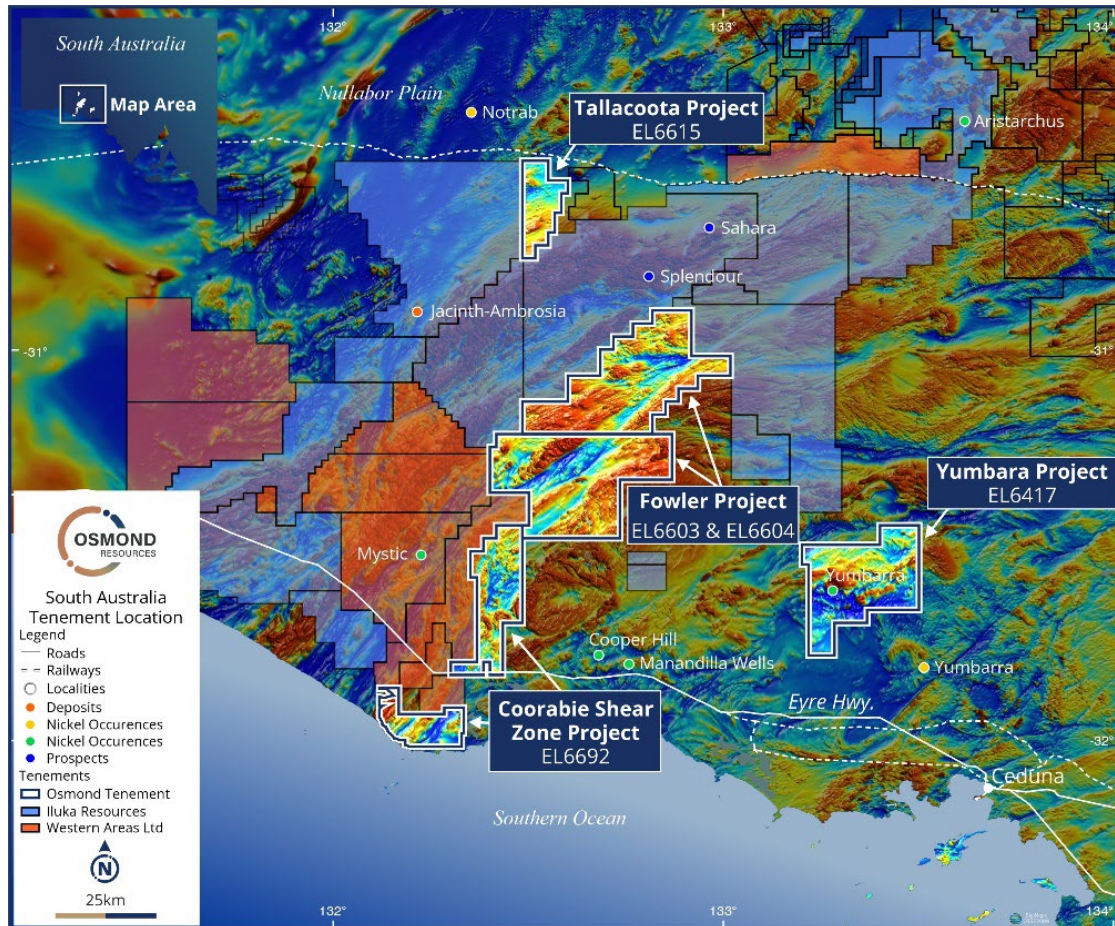 132°
133°
134°
South Australia
Map Area
Nullabor Plain
Notrab
Tallacoota Project
EL6615
Aristarchus
Sahara
Splendour
Jacinth-Ambrosia
-31°
-31°
Yumbara Project
EL6417
Fowler Project
EL6603 & EL6604
Mystic
Yumbarra
Cooper Hill
Manandilla Wells
Yumbarra
Coorabie Shear
Zone Project
EL6692
Eyre Hwy.
-32°
Ceduna
Southern Ocean
OSMOND
RESOURCES
South Australia
Tenement Location
Legend
Roads
Railways
Localities
Deposits
Nickel Occurences
Nickel Occurences
Prospects
Tenements
Osmond Tenement
Iluka Resources
Western Areas Ltd
N
25km
132°
133°
134°